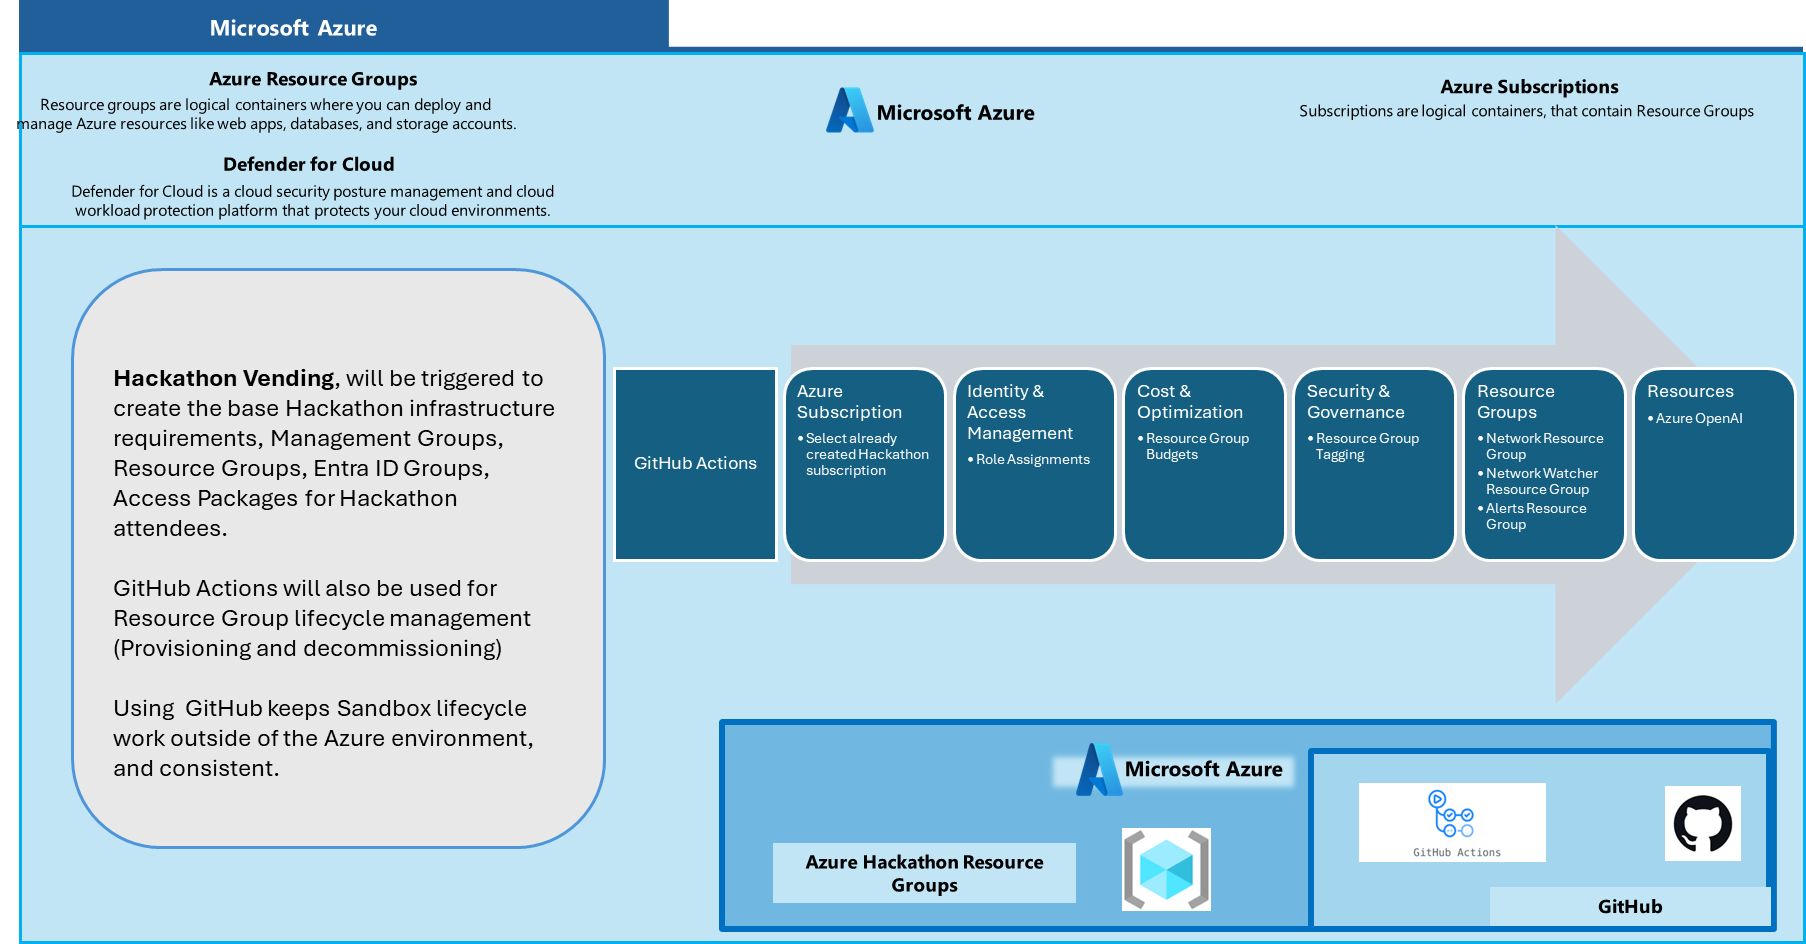 Microsoft Azure
Azure Resource Groups
Resource groups are logical containers where you can deploy and
manage Azure resources like web apps, databases, and storage accounts.
Defender for Cloud
Defender for Cloud is a cloud security posture management and cloud
workload protection platform that protects your cloud environments.
Microsoft Azure
Azure Subscriptions
Subscriptions are logical containers, that contain Resource Groups
Hackathon Vending, will be triggered to
create the base Hackathon infrastructure
requirements, Management Groups,
Resource Groups, Entra ID Groups,
Access Packages for Hackathon
attendees.
GitHub Actions will also be used for
Resource Group lifecycle management
(Provisioning and decommissioning)
Using GitHub keeps Sandbox lifecycle
work outside of the Azure environment,
and consistent.
GitHub Actions
Azure
Subscription
• Select already
created Hackathon
subscription
Identity &
Access
Management
• Role Assignments
Cost &
Optimization
• Resource Group
Budgets
Security &
Governance
• Resource Group
Tagging
Resource
Groups
• Network Resource
Group
• Network Watcher
Resource Group
• Alerts Resource
Group
Resources
• Azure OpenAI
Microsoft Azure
Azure Hackathon Resource
Groups
GitHub Actions
GitHub